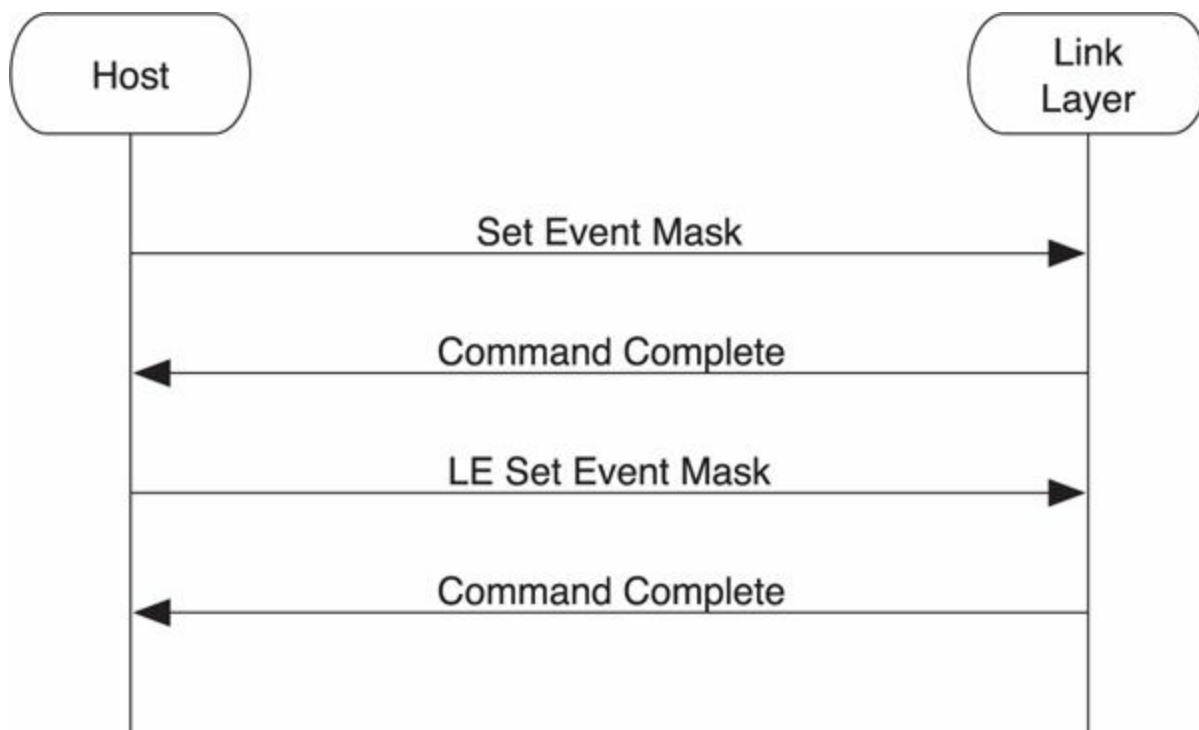 Host
Link
Layer
Set Event Mask
Command Complete
LE Set Event Mask
Command Complete